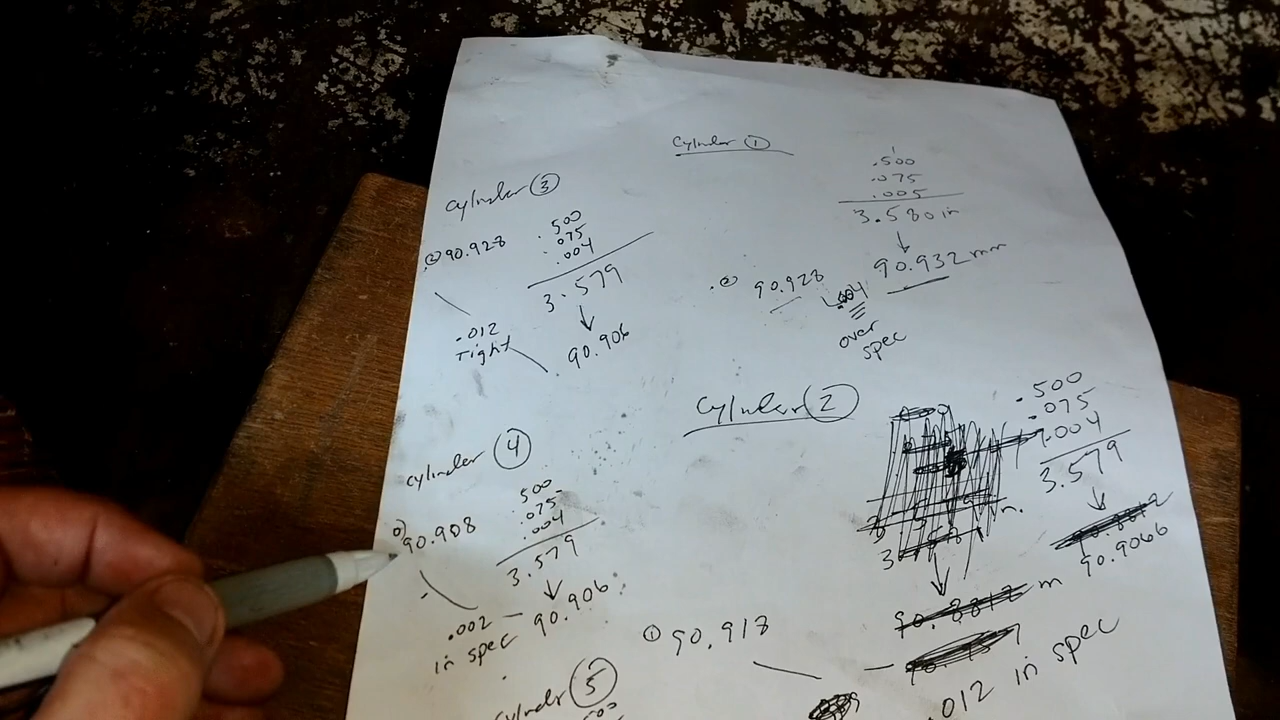 Cylinder ①
.500
.075
.005
3.580 in
90.932 mm
② 90.928
.004
over
spec
Cylinder ③
② 90.928
.500
.075
.004
3.579
90.906
.012
Tight
Cylinder ②
.500
.075
.004
3.579
90.9066
m
① 90.918
.012 in spec
Cylinder ④
90.908
.500
.075
.004
3.579
90.906
.002
in spec
Cylinder ⑤
.500